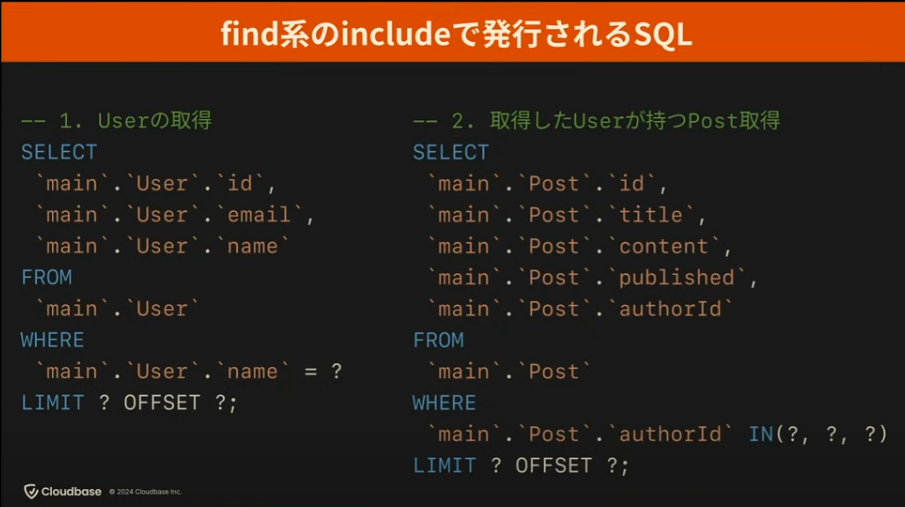 find系のincludeで発行されるSQL
-- 1. Userの取得
SELECT
`main`.`User`.`id`,
`main`.`User`.`email`,
`main`.`User`.`name`
FROM
`main`.`User`
WHERE
`main`.`User`.`name` = ?
LIMIT ? OFFSET ?;
-- 2. 取得したUserが持つPost取得
SELECT
`main`.`Post`.`id`,
`main`.`Post`.`title`,
`main`.`Post`.`content`,
`main`.`Post`.`published`,
`main`.`Post`.`authorId`
FROM
`main`.`Post`
WHERE
`main`.`Post`.`authorId` IN(?, ?, ?)
LIMIT ? OFFSET ?;
Cloudbase © 2024 Cloudbase Inc.